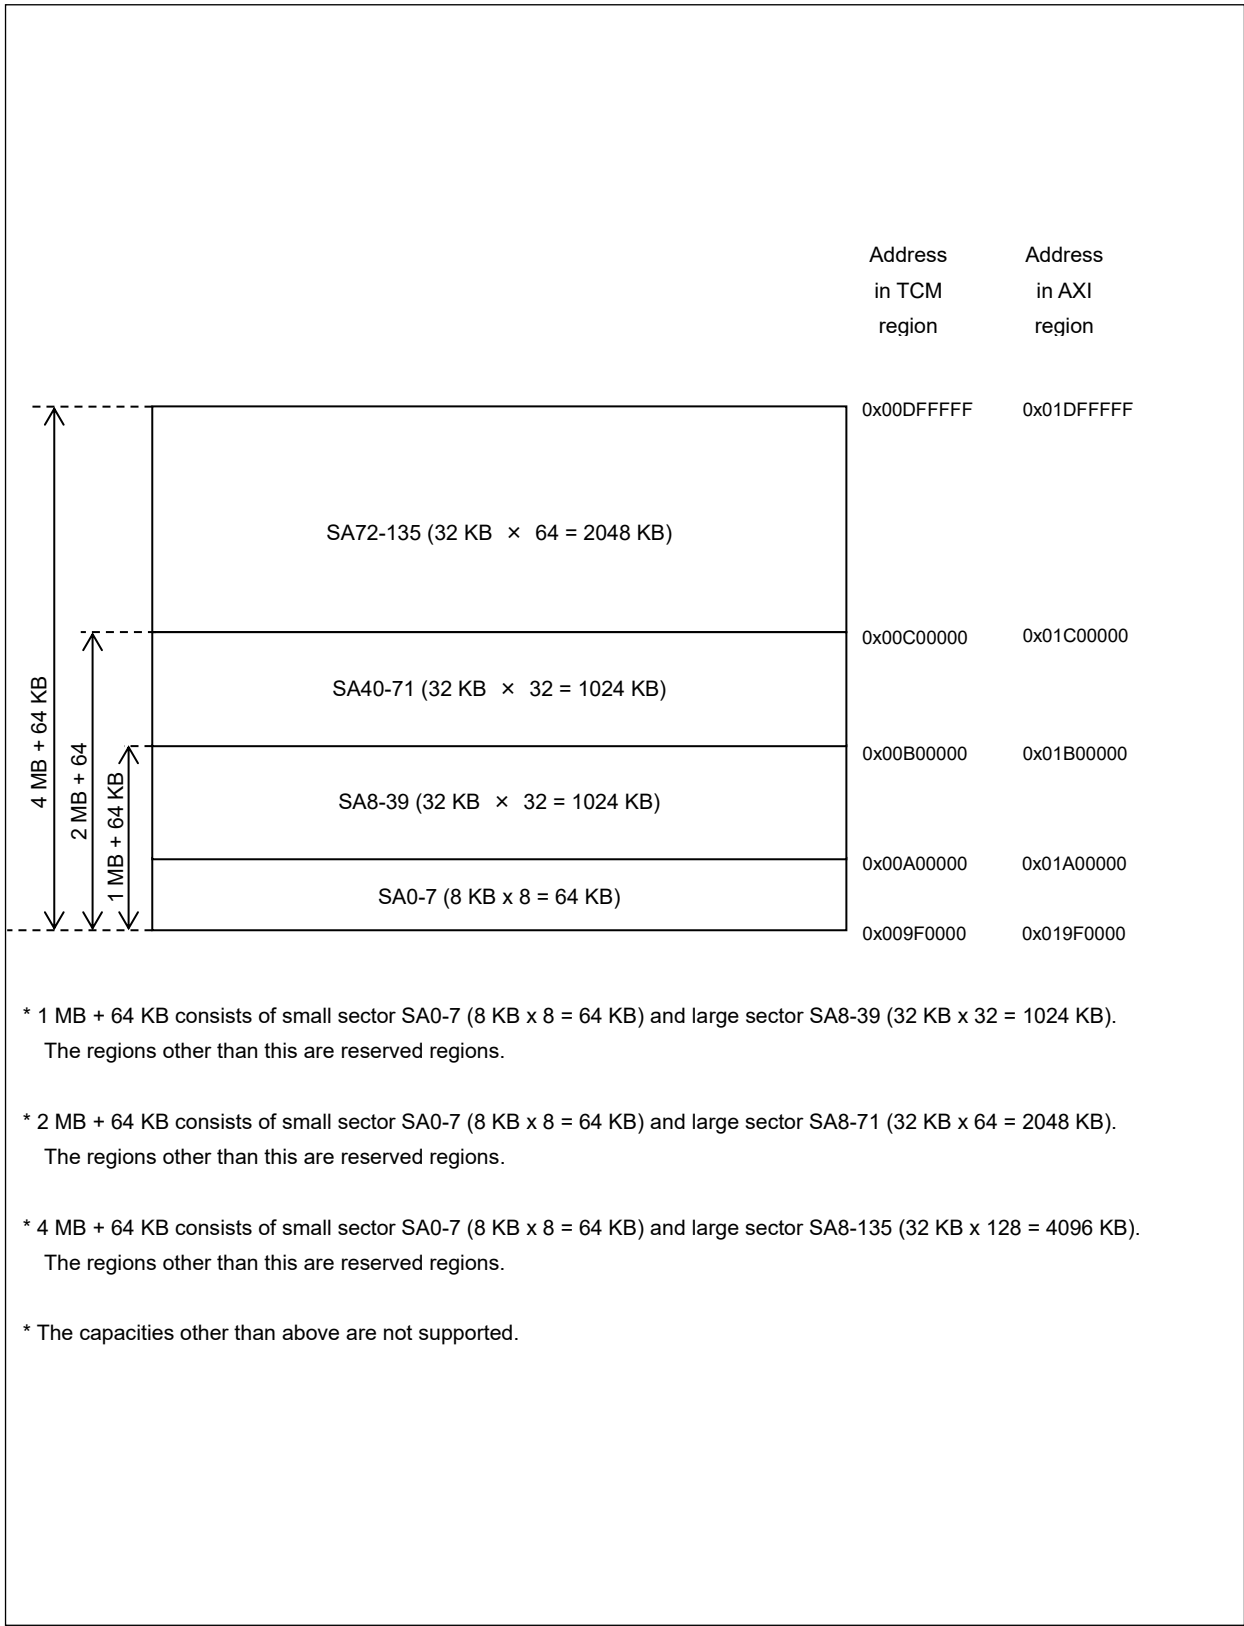 Address Address
in TCM in AXI
region region
0x00DFFFFF 0x01DFFFFF
SA72-135 (32 KB × 64 = 2048 KB)
0x00C00000 0x01C00000
SA40-71 (32 KB × 32 = 1024 KB)
4 MB + 64 KB
2 MB + 64
1 MB + 64 KB
0x00B00000 0x01B00000
SA8-39 (32 KB × 32 = 1024 KB)
0x00A00000 0x01A00000
SA0-7 (8 KB x 8 = 64 KB)
0x009F0000 0x019F0000
* 1 MB + 64 KB consists of small sector SA0-7 (8 KB x 8 = 64 KB) and large sector SA8-39 (32 KB x 32 = 1024 KB).
The regions other than this are reserved regions.
* 2 MB + 64 KB consists of small sector SA0-7 (8 KB x 8 = 64 KB) and large sector SA8-71 (32 KB x 64 = 2048 KB).
The regions other than this are reserved regions.
* 4 MB + 64 KB consists of small sector SA0-7 (8 KB x 8 = 64 KB) and large sector SA8-135 (32 KB x 128 = 4096 KB).
The regions other than this are reserved regions.
* The capacities other than above are not supported.